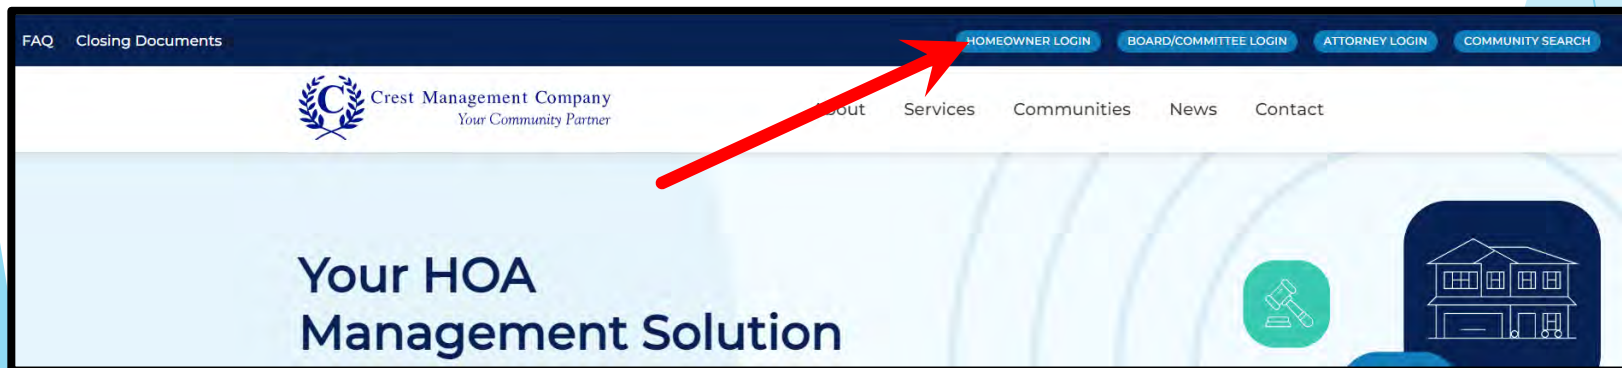 FAQ Closing Documents HOMEOWNER LOGIN BOARD/COMMITTEE LOGIN ATTORNEY LOGIN COMMUNITY SEARCH
C Crest Management Company
Your Community Partner
About Services Communities News Contact
Your HOA
Management Solution